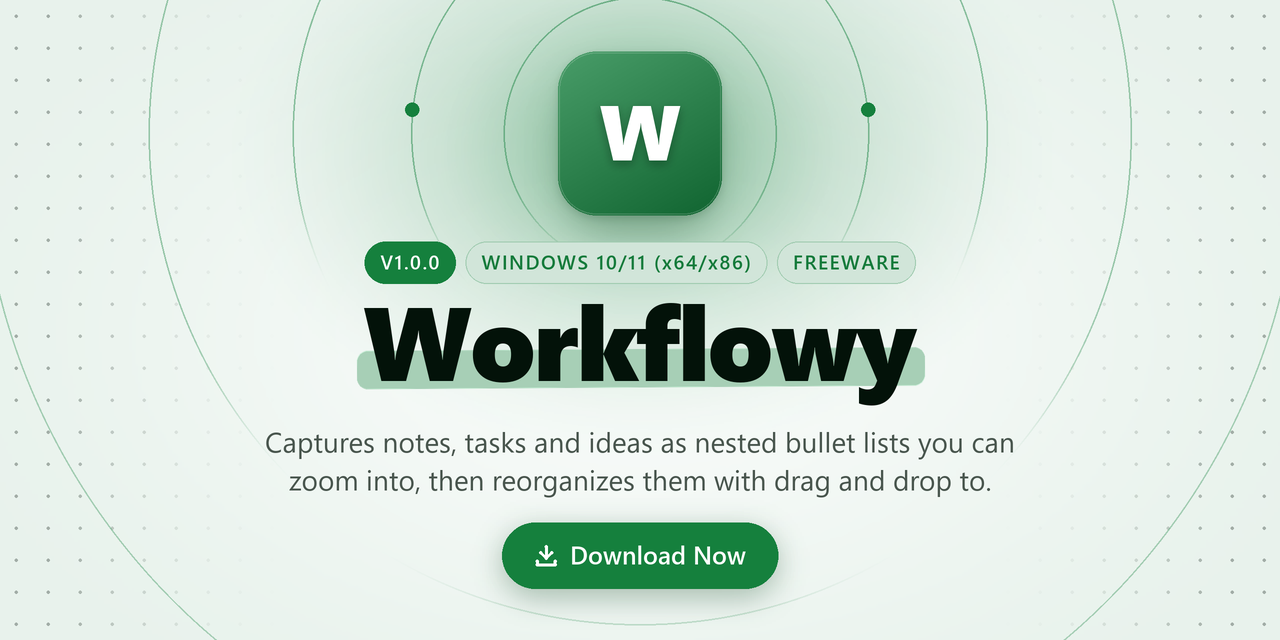 W
V1.0.0
WINDOWS 10/11 (x64/x86)
FREEWARE
Workflowy
Captures notes, tasks and ideas as nested bullet lists you can
zoom into, then reorganizes them with drag and drop to.
Download Now